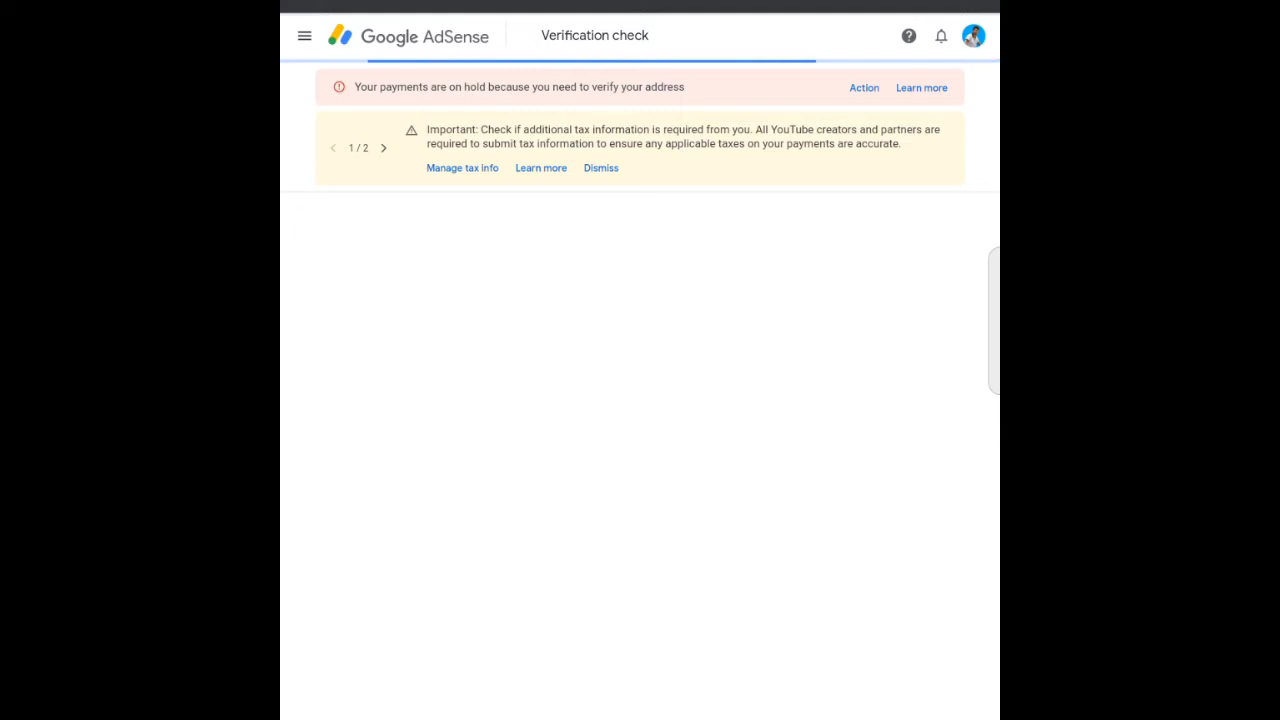 Google AdSense
Verification check
Your payments are on hold because you need to verify your address
Action
Learn more
1 / 2
Important: Check if additional tax information is required from you. All YouTube creators and partners are
required to submit tax information to ensure any applicable taxes on your payments are accurate.
Manage tax info
Learn more
Dismiss